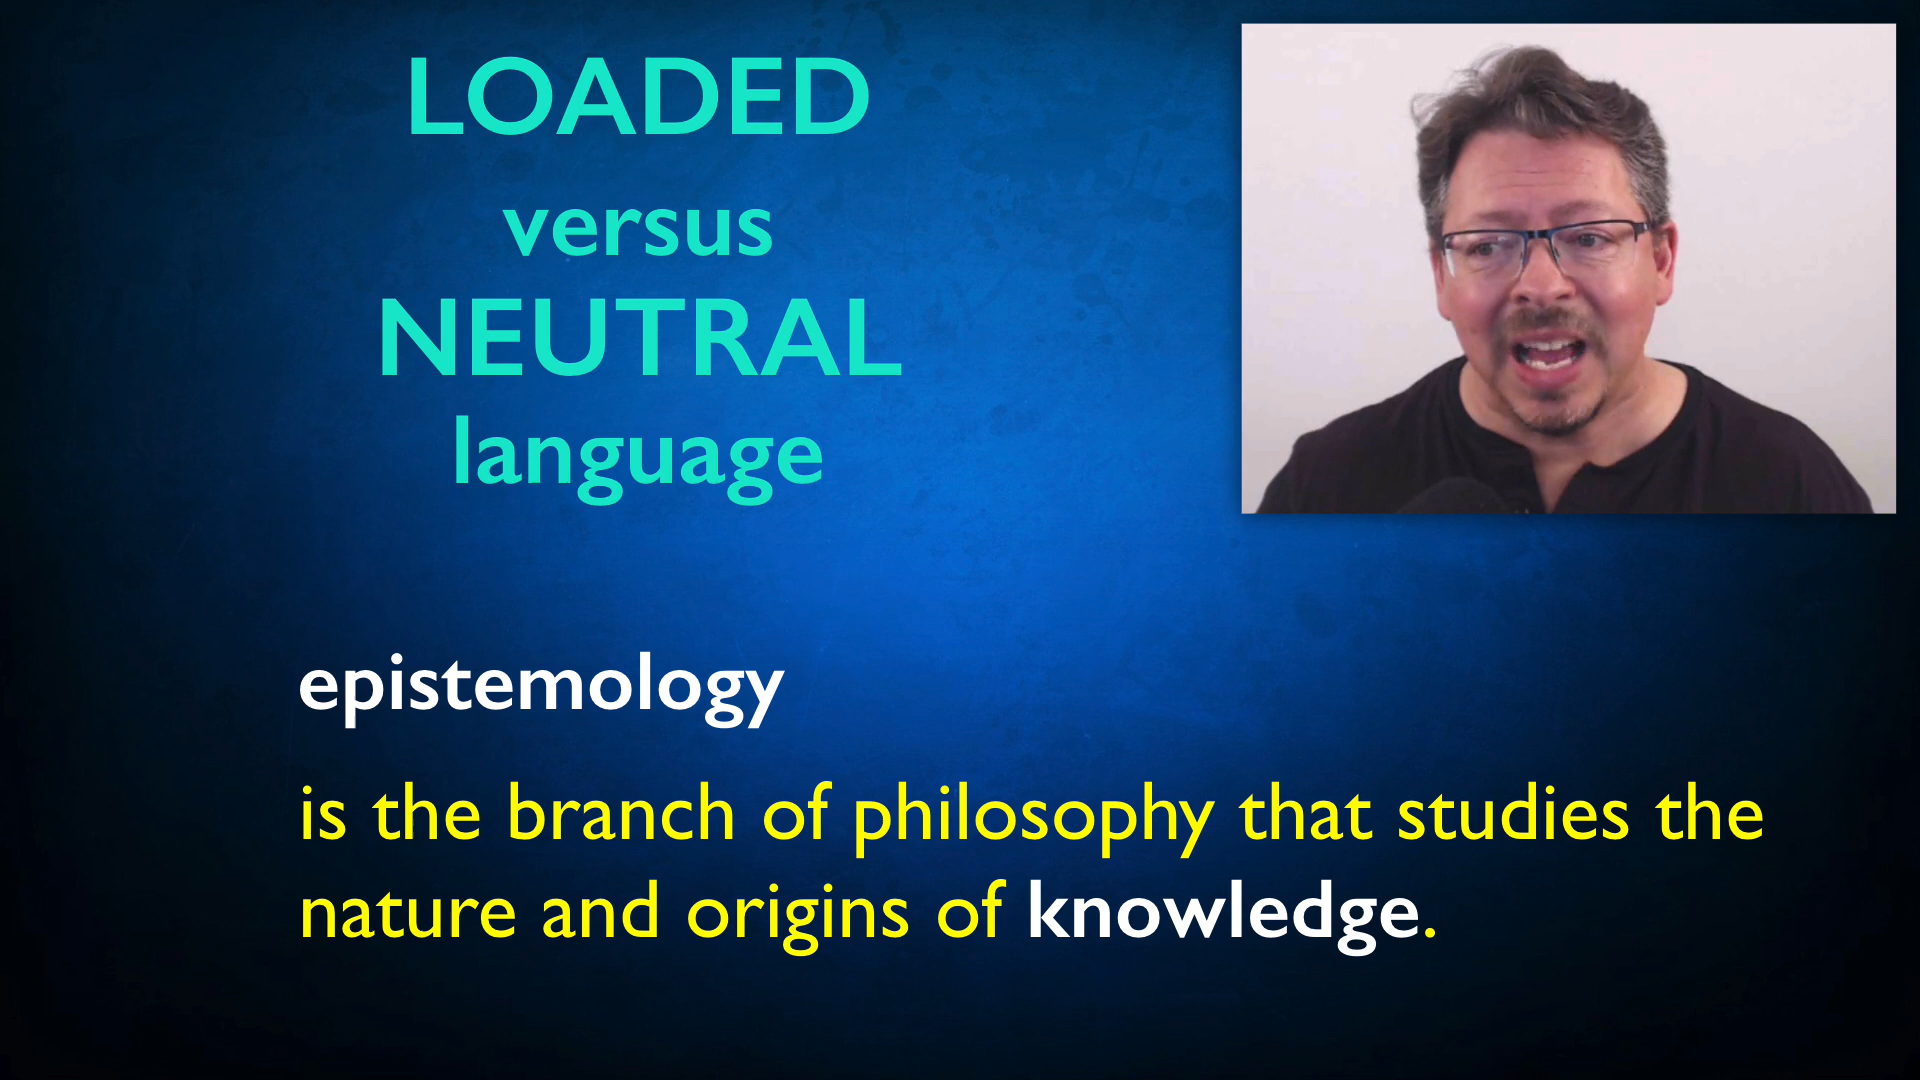 LOADED
versus
NEUTRAL
language
epistemology
is the branch of philosophy that studies the
nature and origins of knowledge.